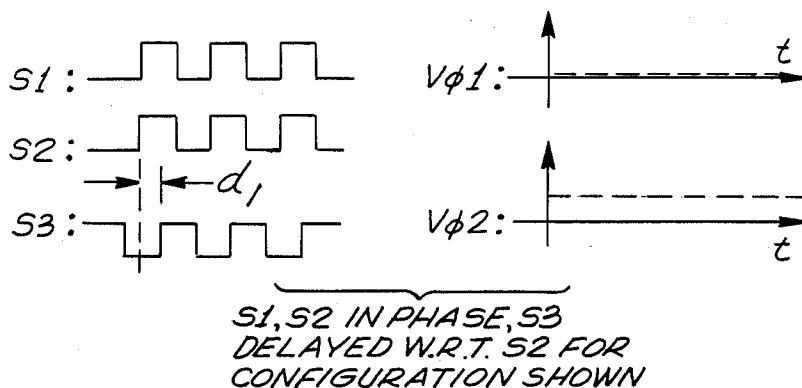 S1:
S2:
d1
S3:
Vφ1:
t
Vφ2:
t
S1, S2 IN PHASE, S3
DELAYED W.R.T. S2 FOR
CONFIGURATION SHOWN